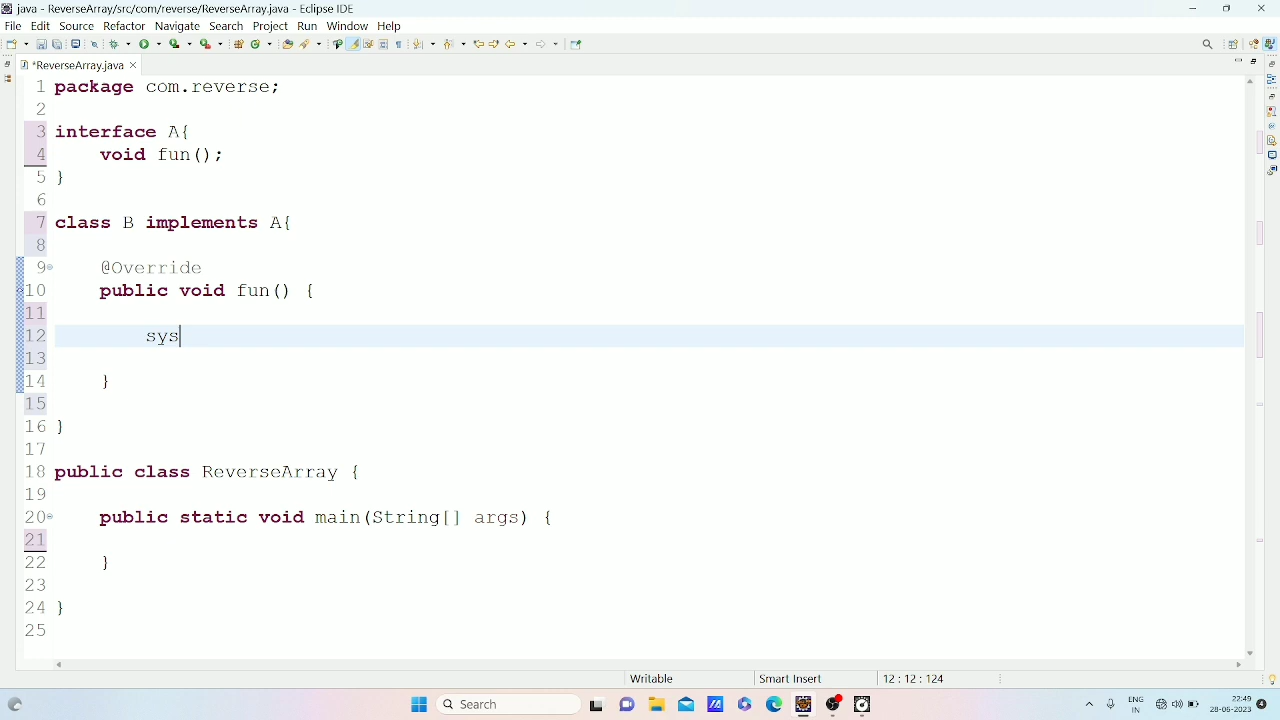 java - ReverseArray/src/com/reverse/ReverseArray.java - Eclipse IDE
File Edit Source Refactor Navigate Search Project Run Window Help
*ReverseArray.java
1 package com.reverse;
2
3 interface A{
4 void fun();
5 }
6
7 class B implements A{
8
9 @Override
10 public void fun() {
11
12 sys
13
14 }
15
16 }
17
18 public class ReverseArray {
19
20 public static void main(String[] args) {
21
22 }
23
24 }
25
Writable Smart Insert 12 : 12 : 124
Search
ENG
IN
22:49
28-06-2023